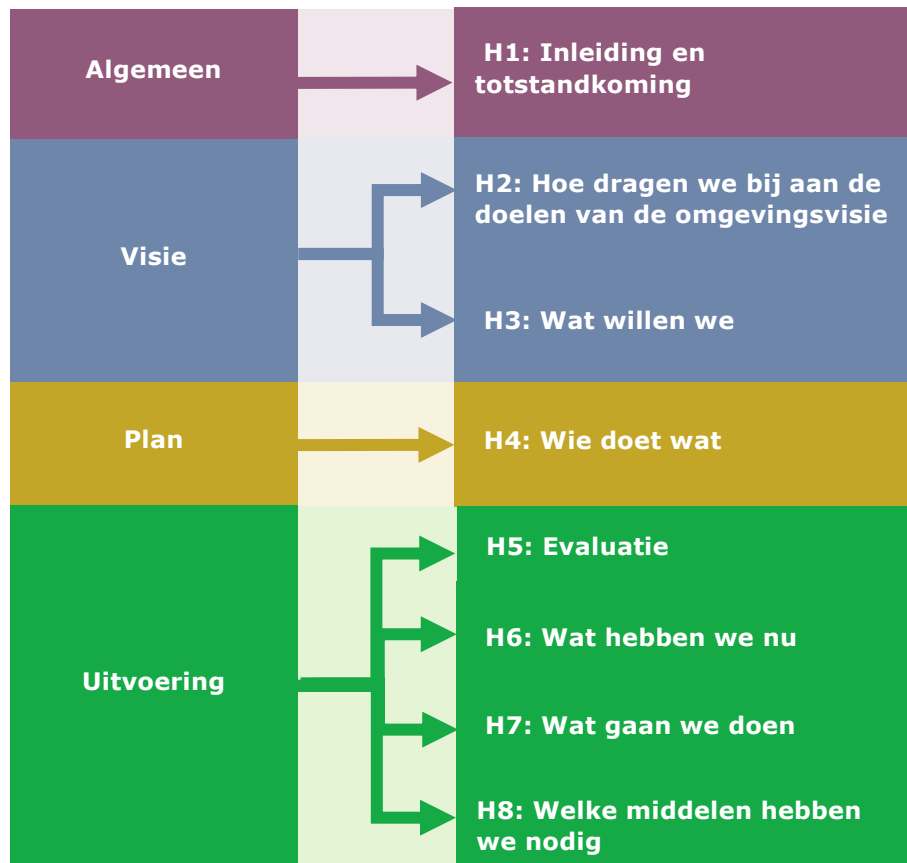 Algemeen
H1: Inleiding en
totstandkoming
Visie
H2: Hoe dragen we bij aan de
doelen van de omgevingsvisie
H3: Wat willen we
Plan
H4: Wie doet wat
Uitvoering
H5: Evaluatie
H6: Wat hebben we nu
H7: Wat gaan we doen
H8: Welke middelen hebben
we nodig